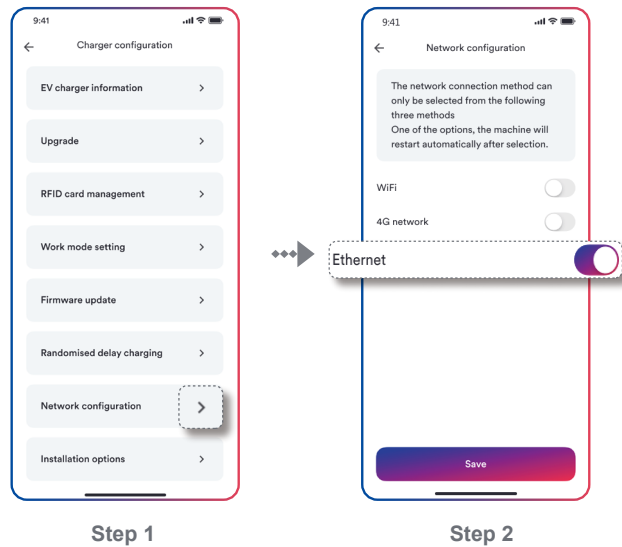 9:41
Charger configuration
EV charger information
Upgrade
RFID card management
Work mode setting
Firmware update
Randomised delay charging
Network configuration
Installation options
Step 1
9:41
Network configuration
The network connection method can
only be selected from the following
three methods
One of the options, the machine will
restart automatically after selection.
WiFi
4G network
Ethernet
Save
Step 2